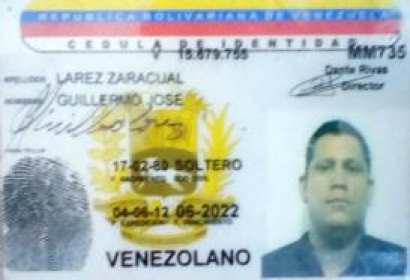 REPUBLICA BOLIVARIANA DE VENEZUELA
CEDULA DE IDENTIDAD
V 15.679.755 MM735
Dante Rivas
Director
APELLIDOS LAREZ ZARACUAL
NOMBRES GUILLERMO JOSE
17-02-80 SOLTERO
04-06-12 06-2022
VENEZOLANO